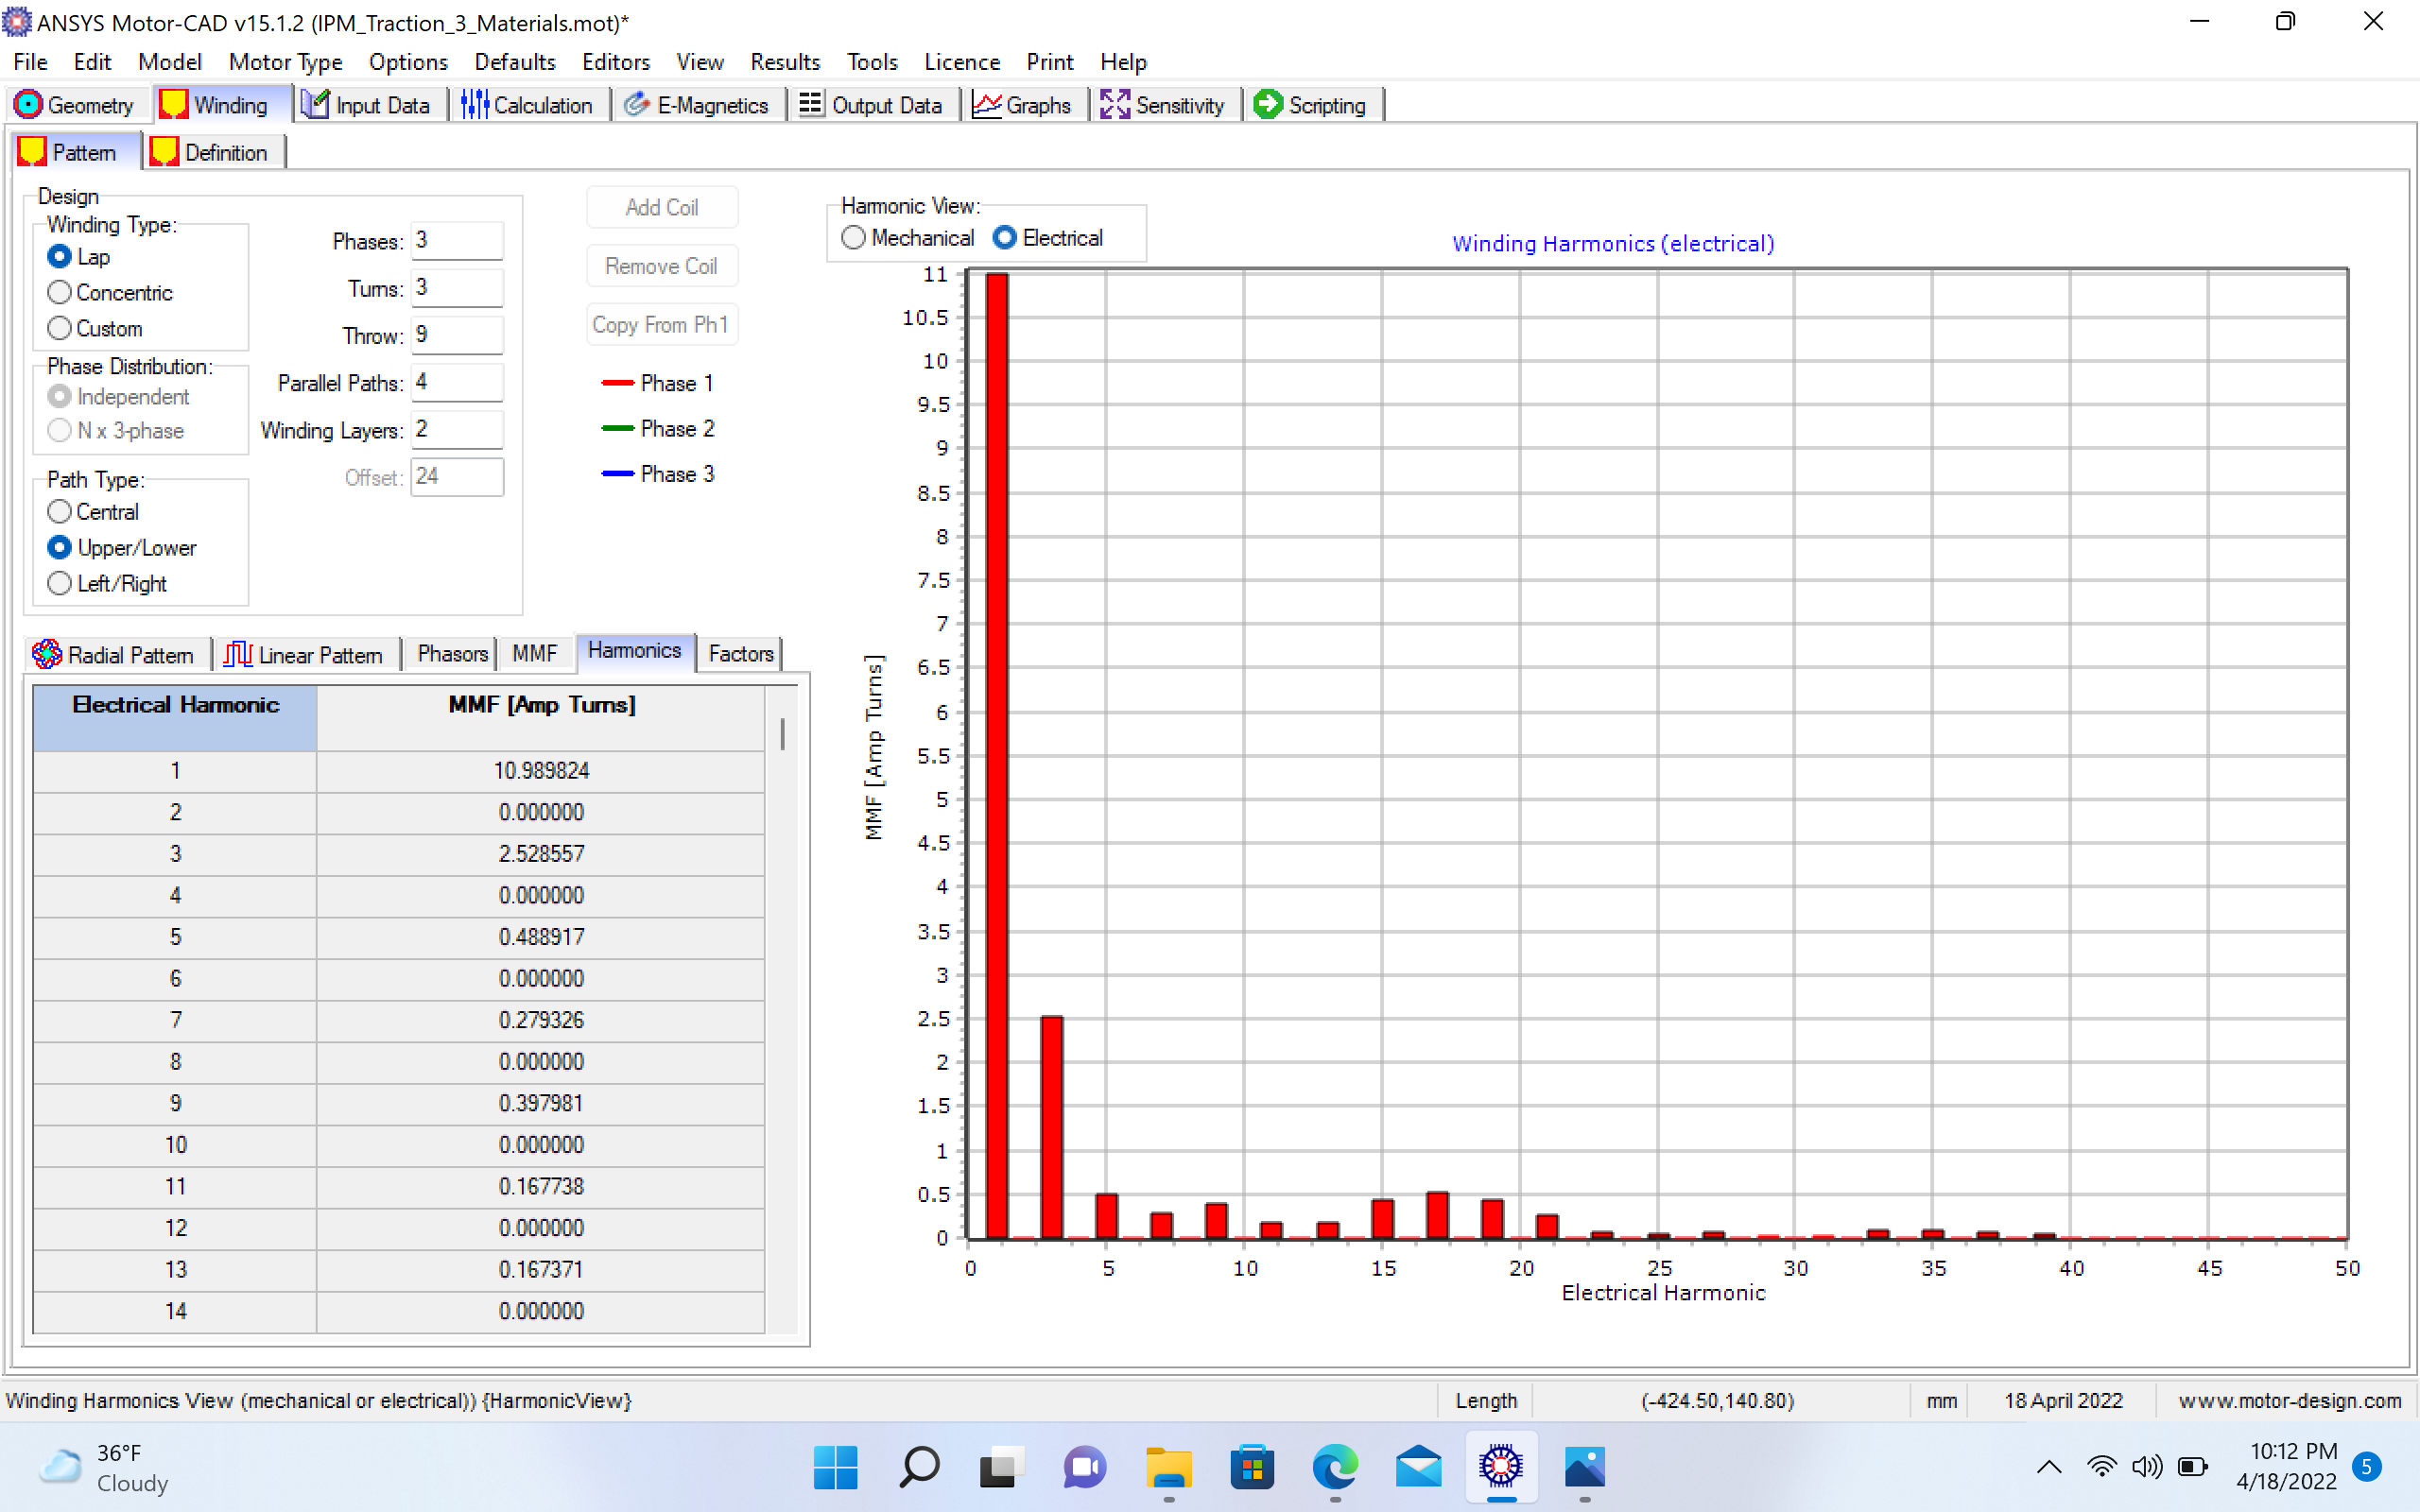 ANSYS Motor-CAD v15.1.2 (IPM_Traction_3_Materials.mot)*
File Edit Model Motor Type Options Defaults Editors View Results Tools Licence Print Help
Geometry Winding Input Data Calculation E-Magnetics Output Data Graphs Sensitivity Scripting
Pattern Definition
Design
Winding Type:
Lap
Concentric
Custom
Phase Distribution:
Independent
N x 3-phase
Path Type:
Central
Upper/Lower
Left/Right
Phases: 3
Turns: 3
Throw: 9
Parallel Paths: 4
Winding Layers: 2
Offset: 24
Add Coil
Remove Coil
Copy From Ph1
Phase 1
Phase 2
Phase 3
Radial Pattern Linear Pattern Phasors MMF Harmonics Factors
Electrical Harmonic MMF [Amp Turns]
1 10.989824
2 0.000000
3 2.528557
4 0.000000
5 0.488917
6 0.000000
7 0.279326
8 0.000000
9 0.397981
10 0.000000
11 0.167738
12 0.000000
13 0.167371
14 0.000000
Harmonic View:
Mechanical Electrical
Winding Harmonics (electrical)
MMF [Amp Turns]
11
10.5
10
9.5
9
8.5
8
7.5
7
6.5
6
5.5
5
4.5
4
3.5
3
2.5
2
1.5
1
0.5
0
0 5 10 15 20 25 30 35 40 45 50
Electrical Harmonic
Winding Harmonics View (mechanical or electrical)) {HarmonicView} Length (-424.50,140.80) mm 18 April 2022 www.motor-design.com
36°F
Cloudy
10:12 PM
4/18/2022
5